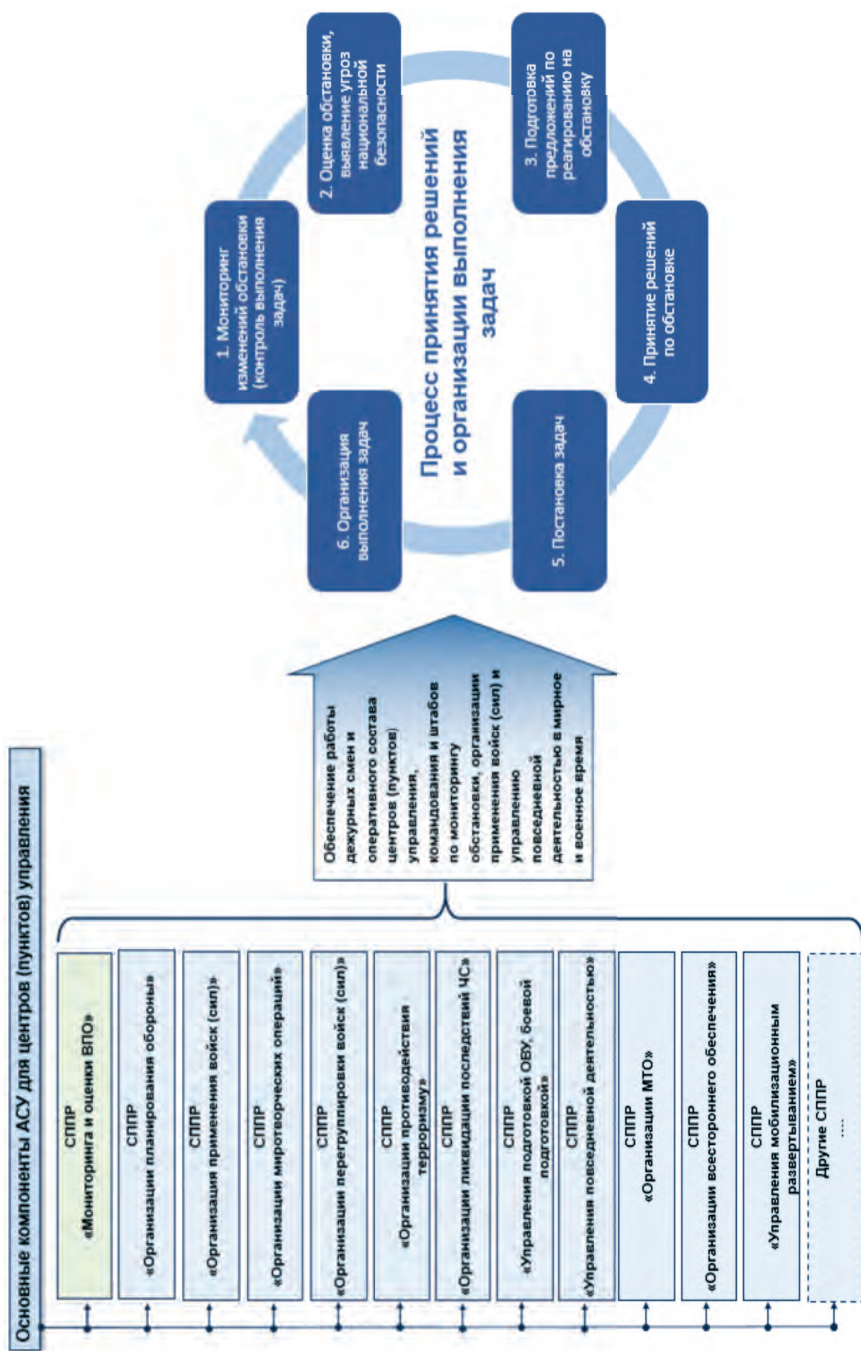 Основные компоненты АСУ для центров (пунктов) управления
СППР
«Мониторинга и оценки ВПО»
СППР
«Организации планирования обороны»
СППР
«Организации применения войск (сил)»
СППР
«Организации миротворческих операций»
СППР
«Организации перегруппировки войск (сил)»
СППР
«Организации противодействия
терроризму»
СППР
«Организации ликвидации последствий ЧС»
СППР
«Управления подготовкой ОВУ, боевой
подготовкой»
СППР
«Управления повседневной деятельностью»
СППР
«Организации МТО»
СППР
«Организации всестороннего обеспечения»
СППР
«Управления мобилизационным
развертыванием»
Другие СППР
....
Обеспечение работы
дежурных смен и
оперативного состава
центров (пунктов)
управления,
командования и штабов
по мониторингу
обстановки, организации
применения войск (сил) и
управлению
повседневной
деятельностью в мирное
и военное время
Процесс принятия решений
и организации выполнения
задач
1. Мониторинг
изменений обстановки
(контроль выполнения
задач)
2. Оценка обстановки,
выявление угроз
национальной
безопасности
3. Подготовка
предложений по
реагированию на
обстановку
4. Принятие решений
по обстановке
5. Постановка задач
6. Организация
выполнения задач